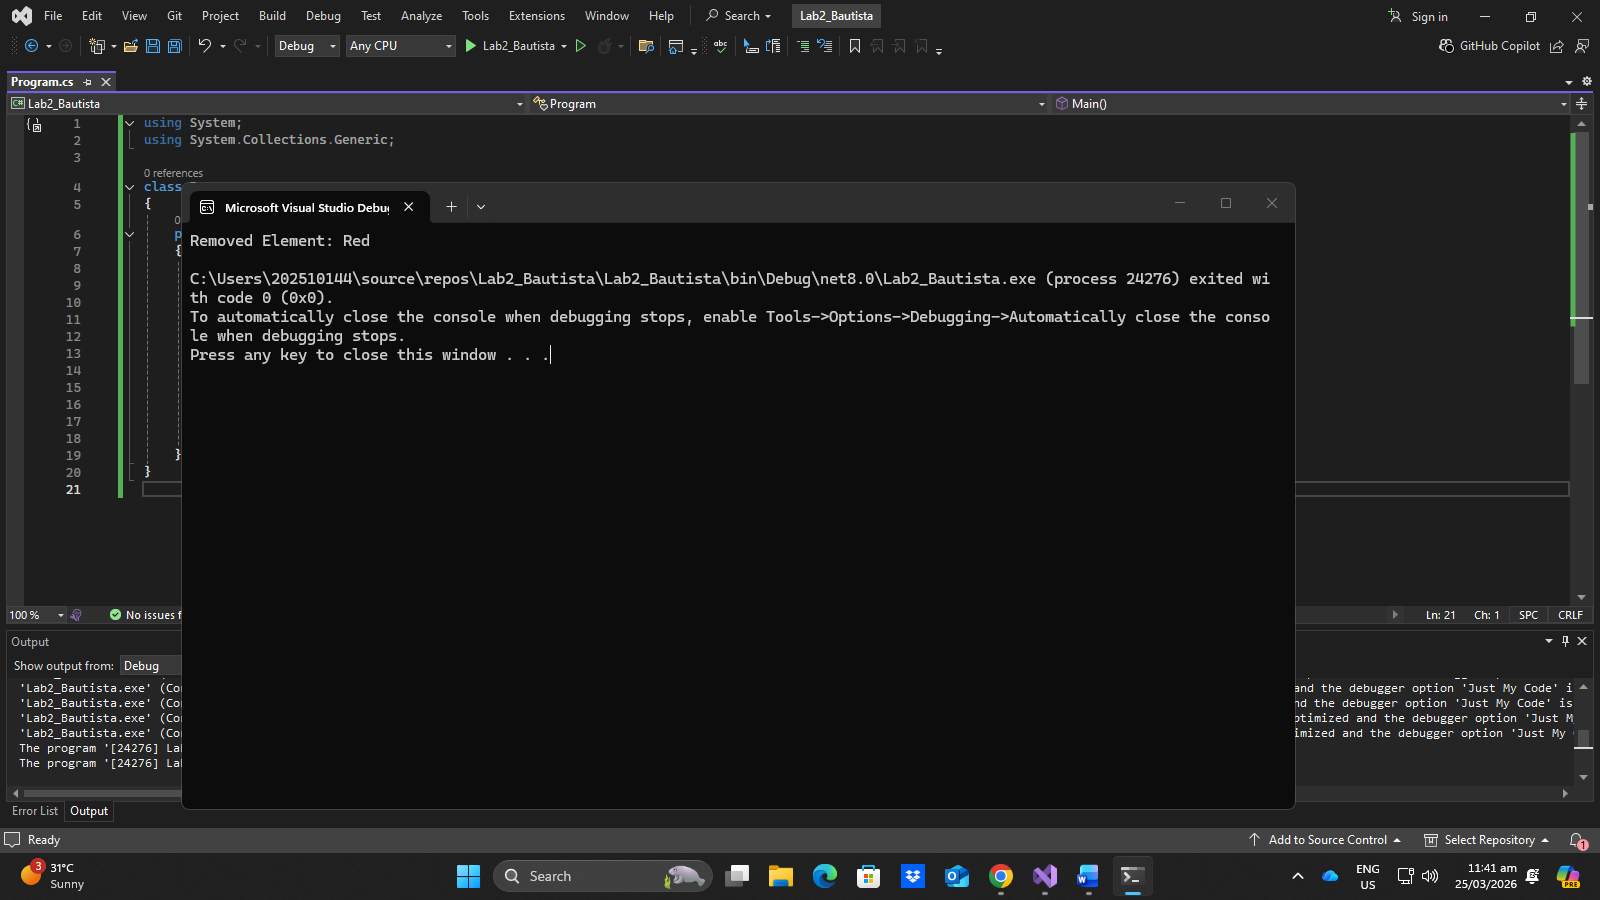 File Edit View Git Project Build Debug Test Analyze Tools Extensions Window Help Search Lab2_Bautista Sign in
Debug Any CPU Lab2_Bautista GitHub Copilot
Program.cs
Lab2_Bautista Program Main()
1 using System;
2 using System.Collections.Generic;
3
0 references
4 class
5 {
0
6 p
7 {
8
9
10
11
12
13
14
15
16
17
18
19 }
20 }
21
Microsoft Visual Studio Debu
Removed Element: Red
C:\Users\202510144\source\repos\Lab2_Bautista\Lab2_Bautista\bin\Debug\net8.0\Lab2_Bautista.exe (process 24276) exited wi
th code 0 (0x0).
To automatically close the console when debugging stops, enable Tools->Options->Debugging->Automatically close the conso
le when debugging stops.
Press any key to close this window . . .
100 % No issues f Ln: 21 Ch: 1 SPC CRLF
Output
Show output from: Debug
'Lab2_Bautista.exe' (Co and the debugger option 'Just My Code' i
'Lab2_Bautista.exe' (Co nd the debugger option 'Just My Code' is
'Lab2_Bautista.exe' (Co ptimized and the debugger option 'Just M
'Lab2_Bautista.exe' (Co imized and the debugger option 'Just My
The program '[24276] La
The program '[24276] La
Error List Output
Ready Add to Source Control Select Repository 1
3 31°C
Sunny
Search
ENG
US
11:41 am
25/03/2026
PRE